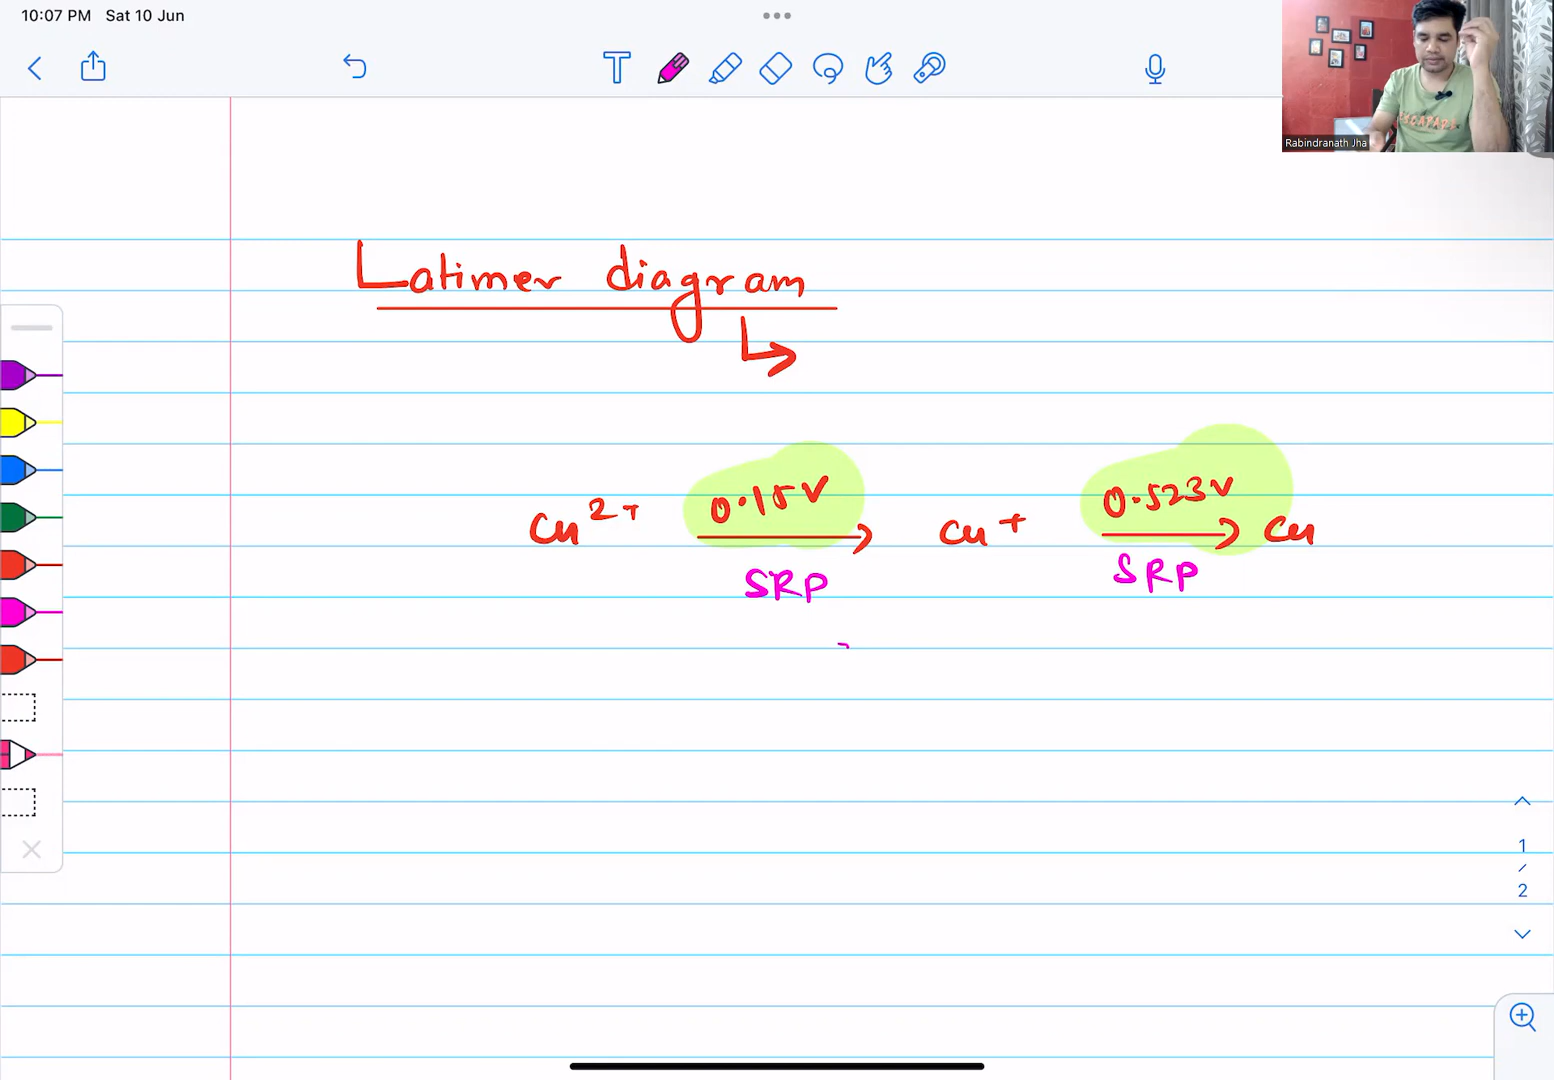 10:07 PM Sat 10 Jun
Rabindranath Jha
Latimer diagram
Cu2+ 0.15V Cu+ 0.523V Cu
SRP SRP
1
/
2